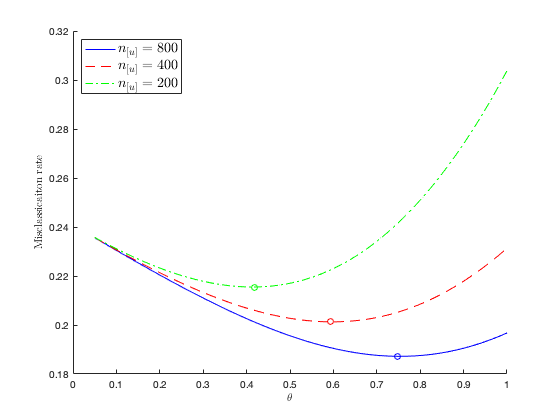 n[u] = 800
n[u] = 400
n[u] = 200
Misclassicaiton rate
0.32
0.3
0.28
0.26
0.24
0.22
0.2
0.18
0 0.1 0.2 0.3 0.4 0.5 0.6 0.7 0.8 0.9 1
θ